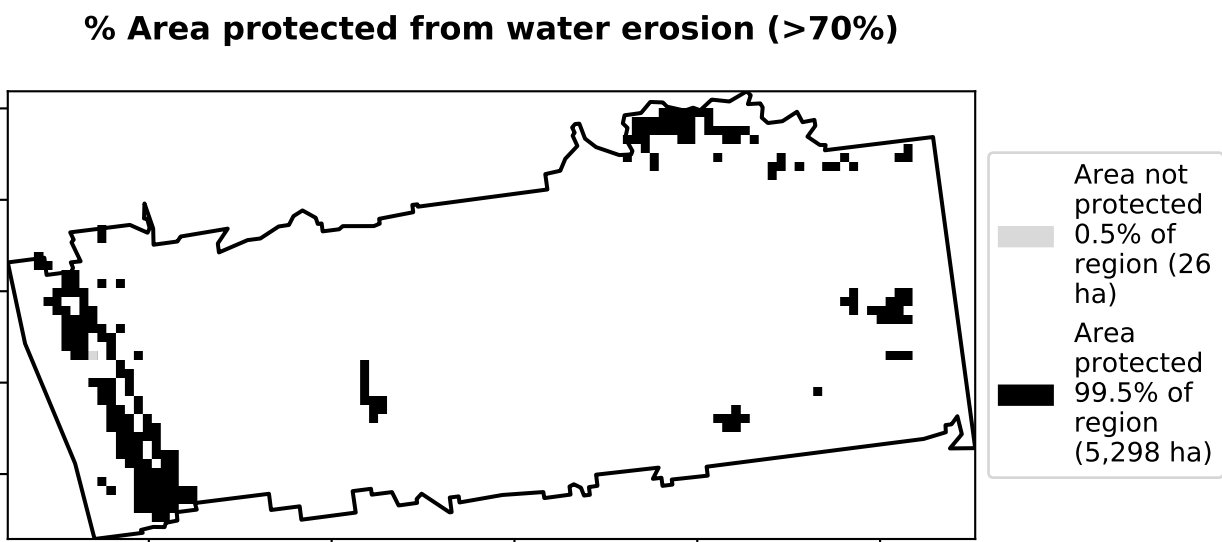 % Area protected from water erosion (>70%)
Area not
protected
0.5% of
region (26
ha)
Area
protected
99.5% of
region
(5,298 ha)